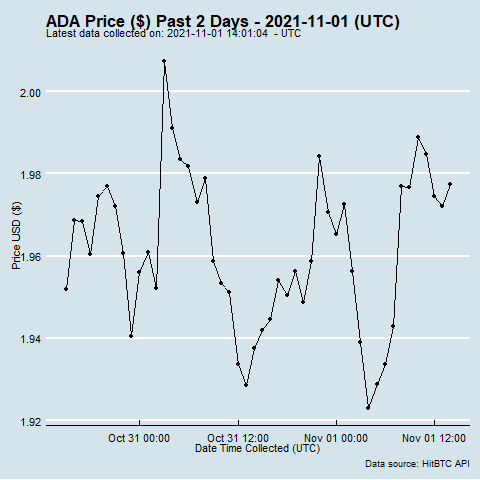 ADA Price ($) Past 2 Days - 2021-11-01 (UTC)
Latest data collected on: 2021-11-01 14:01:04 - UTC
2.00
1.98
1.96
1.94
1.92
Price USD ($)
Oct 31 00:00 Oct 31 12:00 Nov 01 00:00 Nov 01 12:00
Date Time Collected (UTC)
Data source: HitBTC API